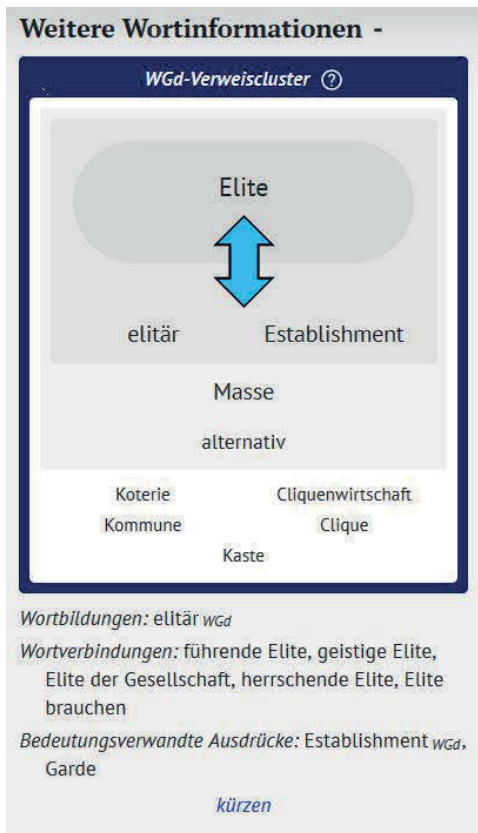 Weitere Wortinformationen -
WGd-Verweiscluster ?
Elite
elitär Establishment
Masse
alternativ
Koterie Cliquenwirtschaft
Kommune Clique
Kaste
Wortbildungen: elitär WGd
Wortverbindungen: führende Elite, geistige Elite,
Elite der Gesellschaft, herrschende Elite, Elite
brauchen
Bedeutungsverwandte Ausdrücke: Establishment WGd,
Garde
kürzen